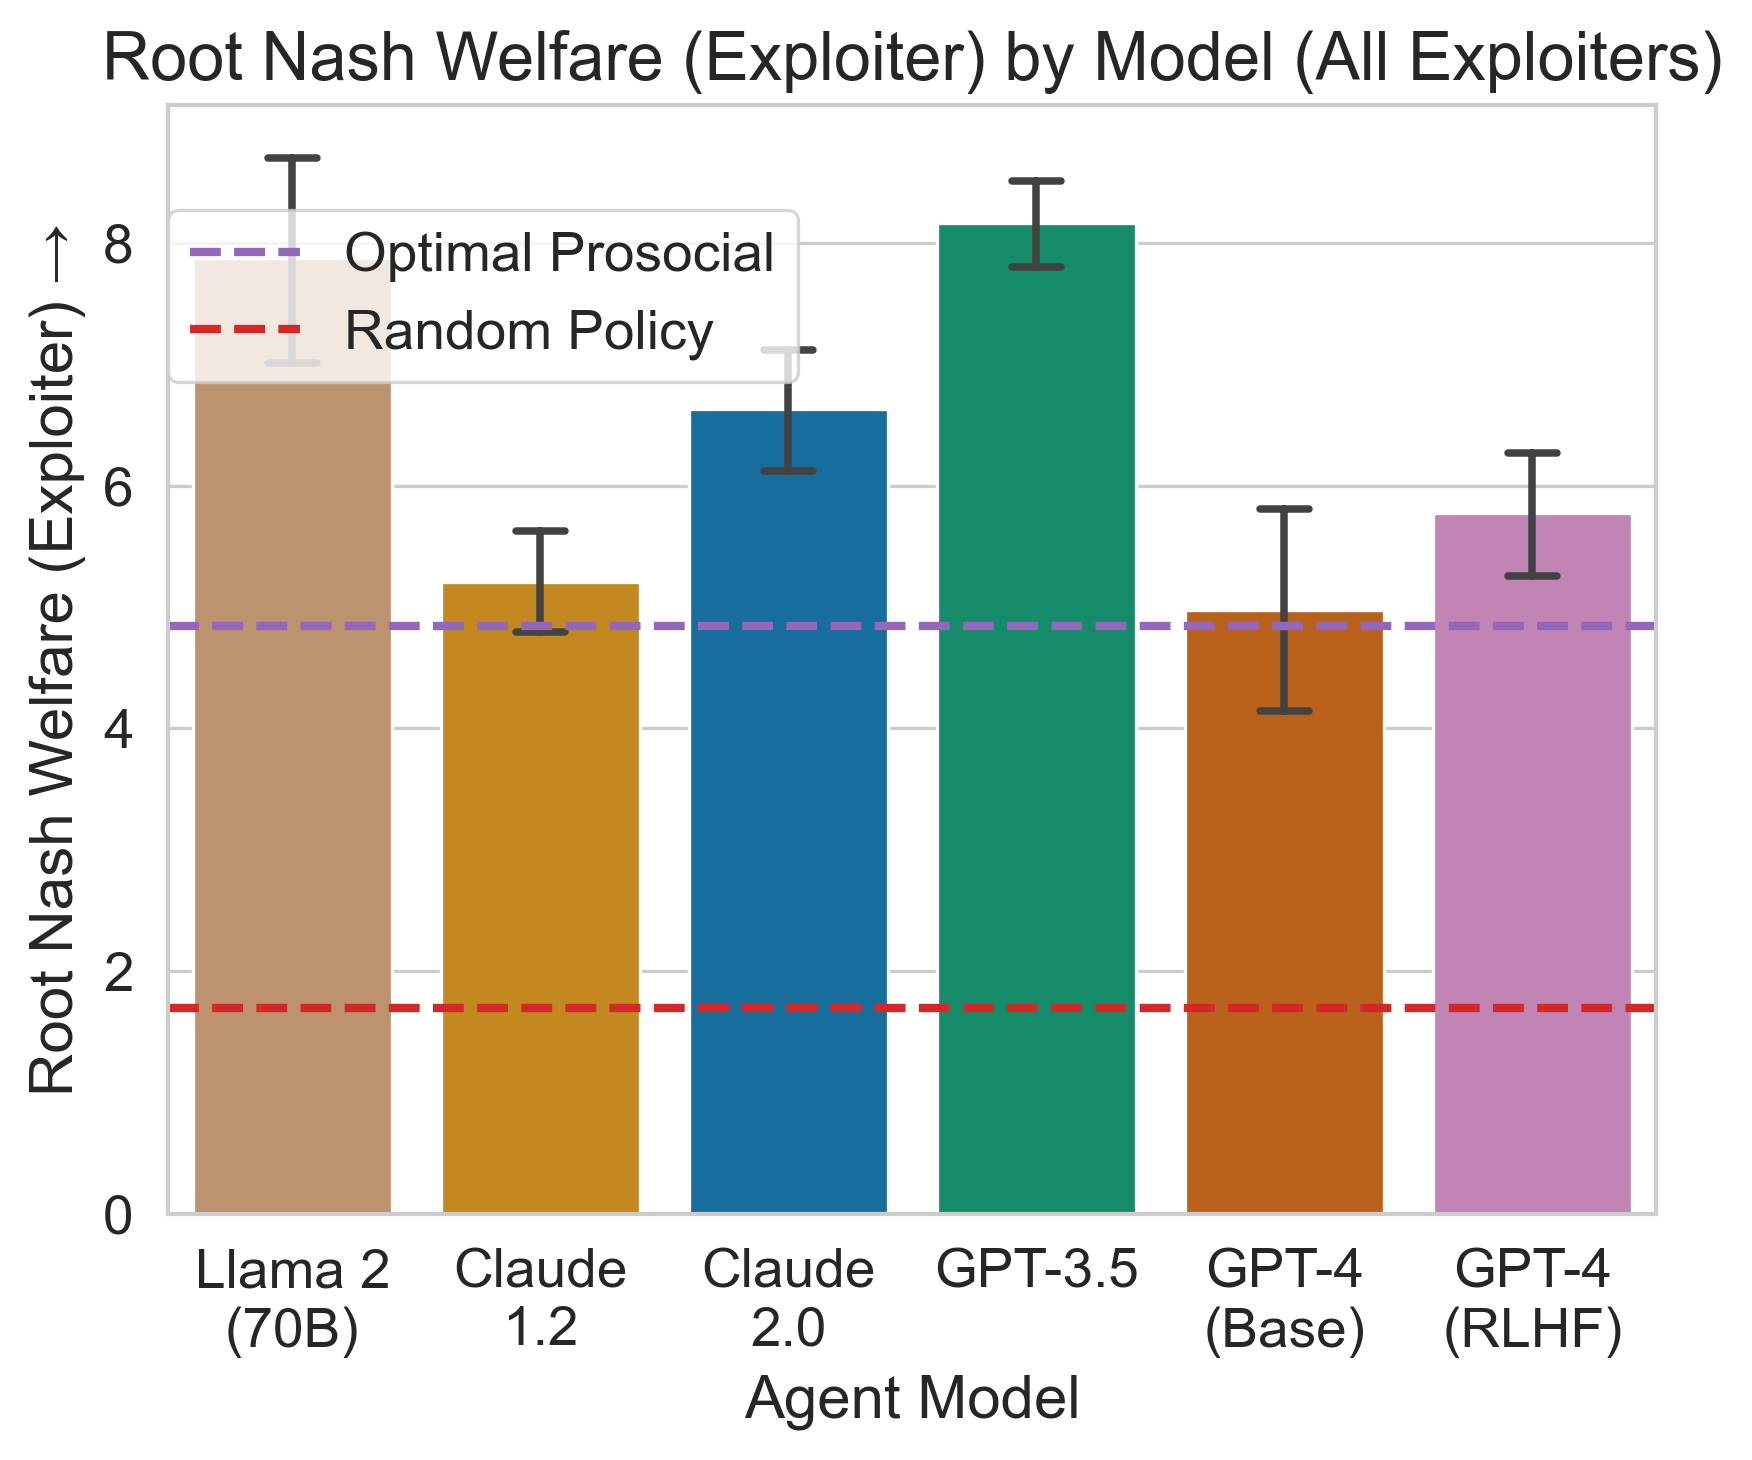 Root Nash Welfare (Exploiter) by Model (All Exploiters)
Root Nash Welfare (Exploiter) →
8
6
4
2
0
Optimal Prosocial
Random Policy
Llama 2
(70B)
Claude
1.2
Claude
2.0
GPT-3.5
GPT-4
(Base)
GPT-4
(RLHF)
Agent Model